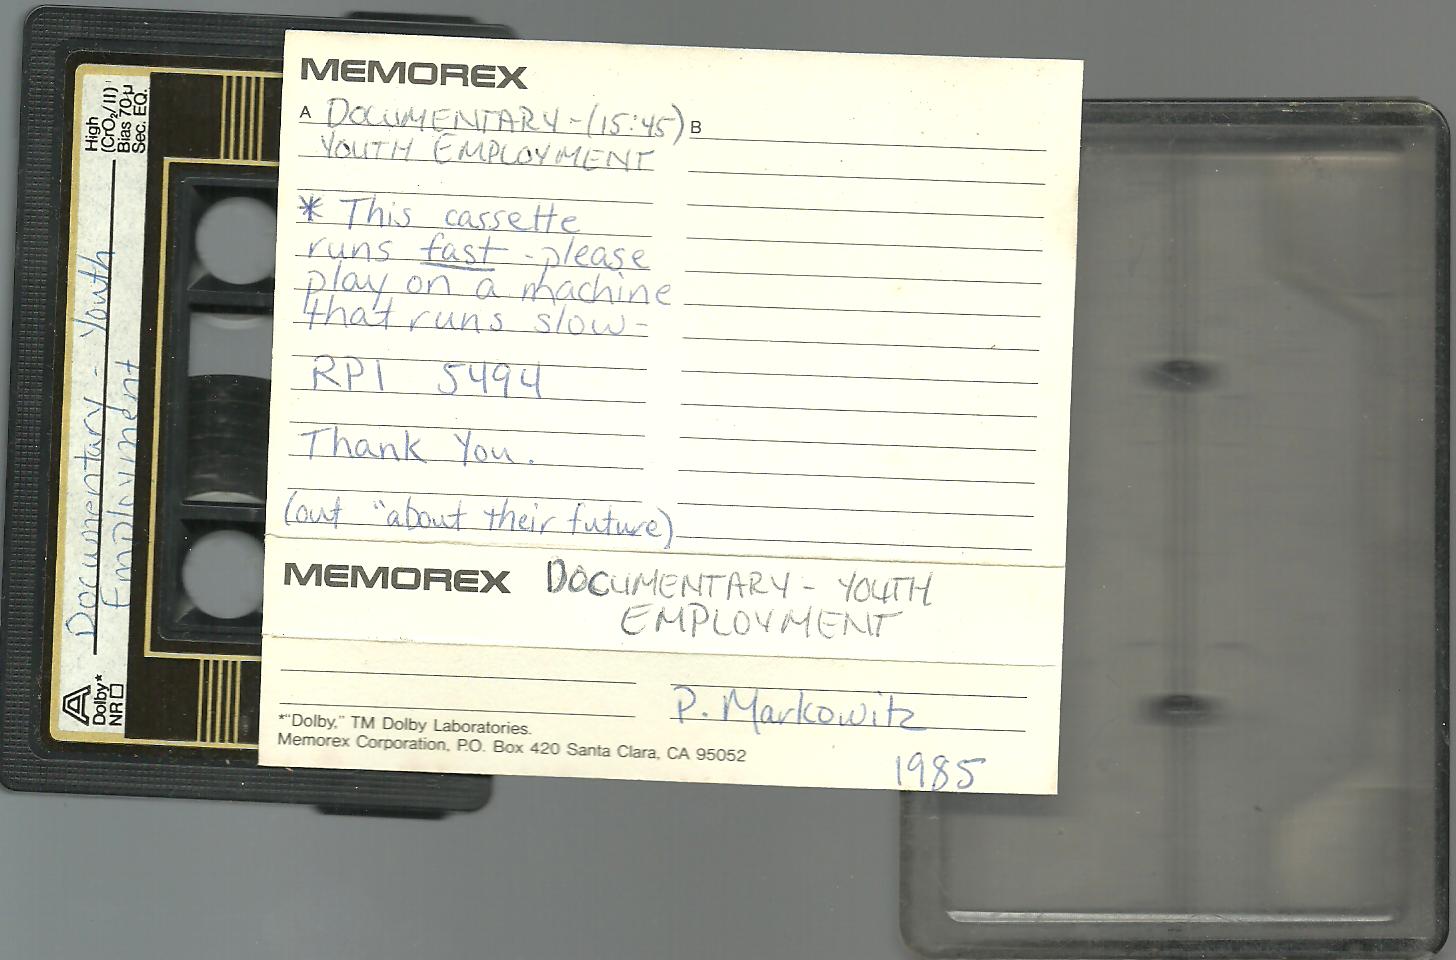 High
(CrO₂/II)
Bias 70µ
Sec. EQ.
Documentary - Youth
Employment
A
Dolby*
NR
MEMOREX
A DOCUMENTARY - (15:45) B
YOUTH EMPLOYMENT
* This cassette
runs fast - please
play on a machine
that runs slow -
RPI 5494
Thank You.
(out "about their future)
MEMOREX DOCUMENTARY - YOUTH
EMPLOYMENT
P. Markowitz
*"Dolby," TM Dolby Laboratories.
Memorex Corporation, P.O. Box 420 Santa Clara, CA 95052
1985